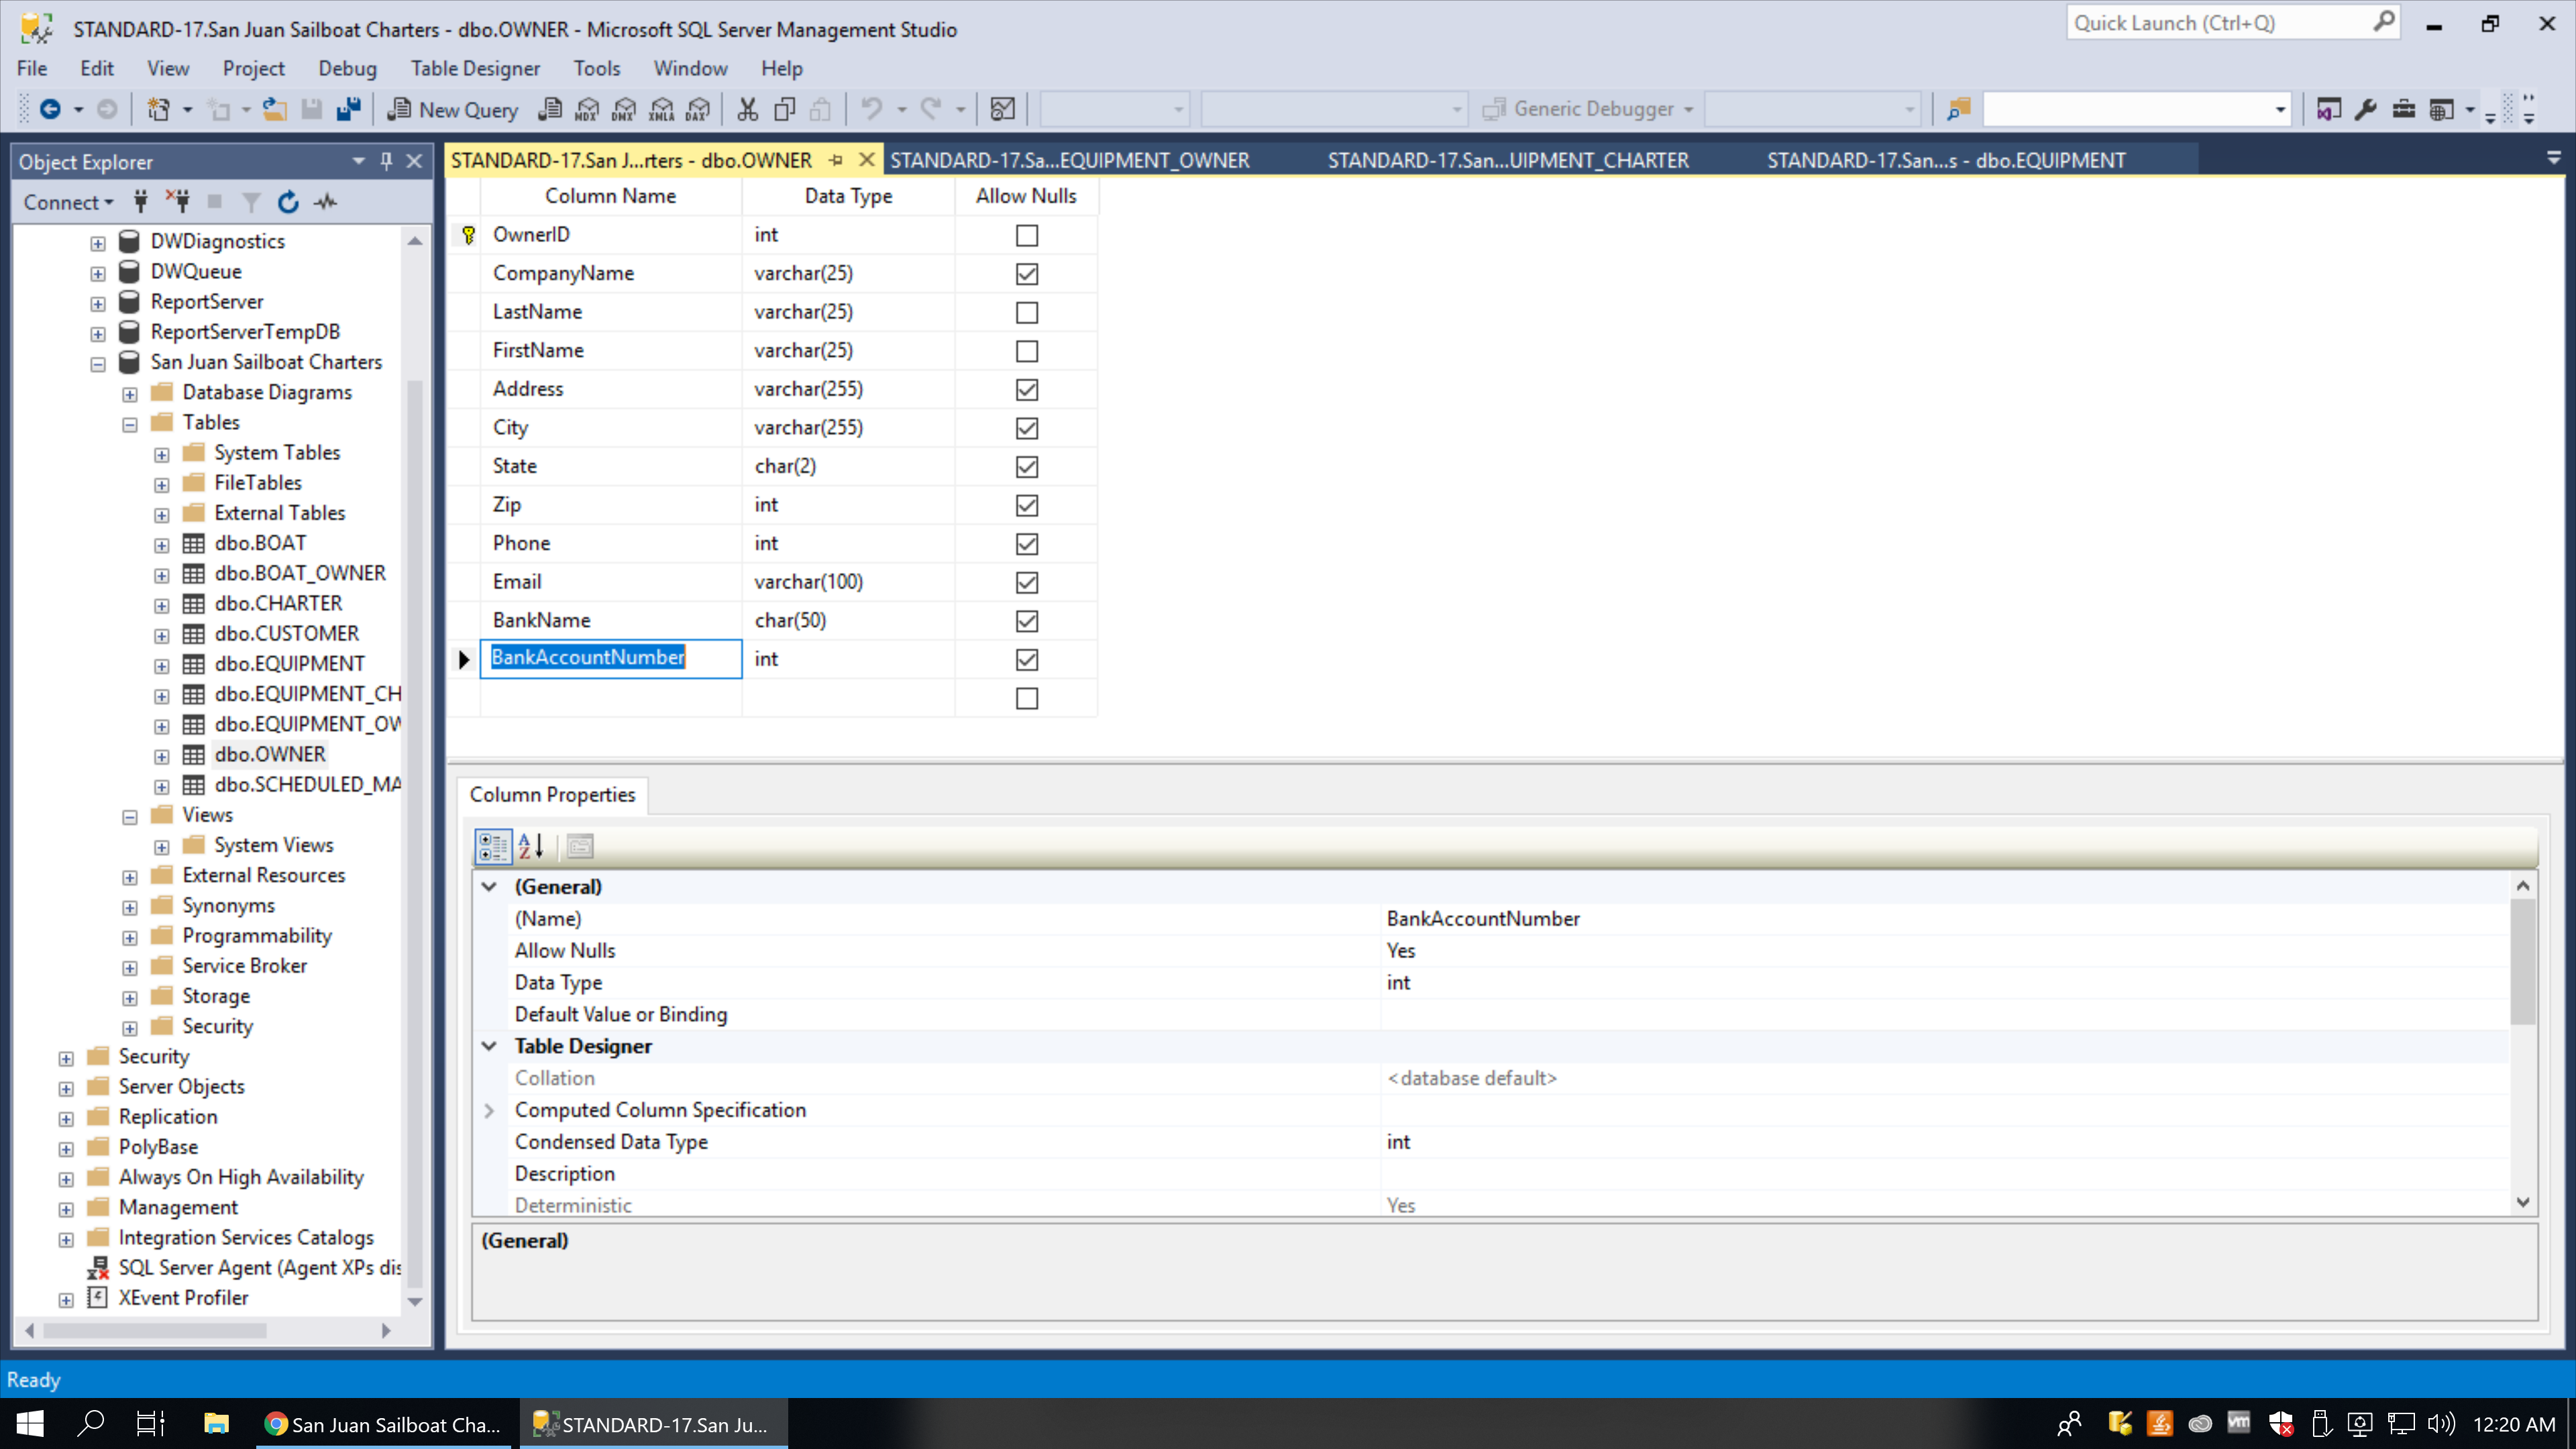 STANDARD-17.San Juan Sailboat Charters - dbo.OWNER - Microsoft SQL Server Management Studio
Quick Launch (Ctrl+Q)
File Edit View Project Debug Table Designer Tools Window Help
New Query MDX DMX XMLA DAX Generic Debugger
Object Explorer
Connect
DWDiagnostics
DWQueue
ReportServer
ReportServerTempDB
San Juan Sailboat Charters
Database Diagrams
Tables
System Tables
FileTables
External Tables
dbo.BOAT
dbo.BOAT_OWNER
dbo.CHARTER
dbo.CUSTOMER
dbo.EQUIPMENT
dbo.EQUIPMENT_CH
dbo.EQUIPMENT_OW
dbo.OWNER
dbo.SCHEDULED_MA
Views
System Views
External Resources
Synonyms
Programmability
Service Broker
Storage
Security
Security
Server Objects
Replication
PolyBase
Always On High Availability
Management
Integration Services Catalogs
SQL Server Agent (Agent XPs dis
XEvent Profiler
STANDARD-17.San J...rters - dbo.OWNER STANDARD-17.Sa...EQUIPMENT_OWNER STANDARD-17.San...UIPMENT_CHARTER STANDARD-17.San...s - dbo.EQUIPMENT
Column Name Data Type Allow Nulls
OwnerID int
CompanyName varchar(25)
LastName varchar(25)
FirstName varchar(25)
Address varchar(255)
City varchar(255)
State char(2)
Zip int
Phone int
Email varchar(100)
BankName char(50)
BankAccountNumber int
Column Properties
A Z
(General)
(Name) BankAccountNumber
Allow Nulls Yes
Data Type int
Default Value or Binding
Table Designer
Collation <database default>
Computed Column Specification
Condensed Data Type int
Description
Deterministic Yes
(General)
Ready
San Juan Sailboat Cha... STANDARD-17.San Ju... vm 12:20 AM